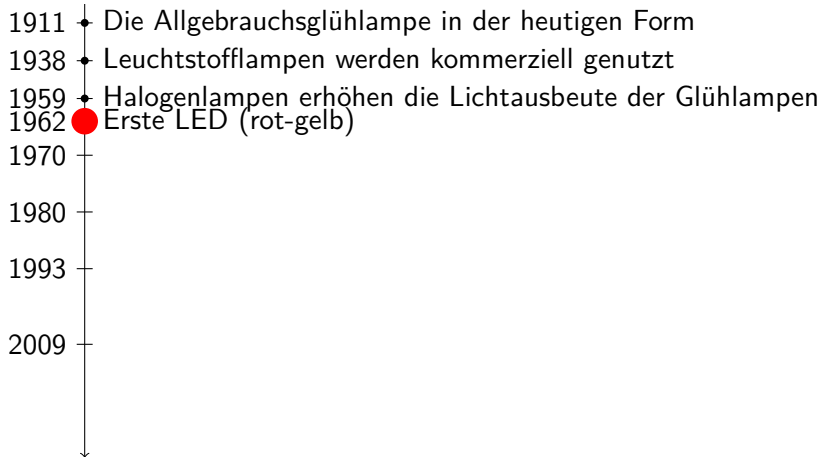 1911 Die Allgebrauchsglühlampe in der heutigen Form
1938 Leuchtstofflampen werden kommerziell genutzt
1959 Halogenlampen erhöhen die Lichtausbeute der Glühlampen
1962 Erste LED (rot-gelb)
1970
1980
1993
2009